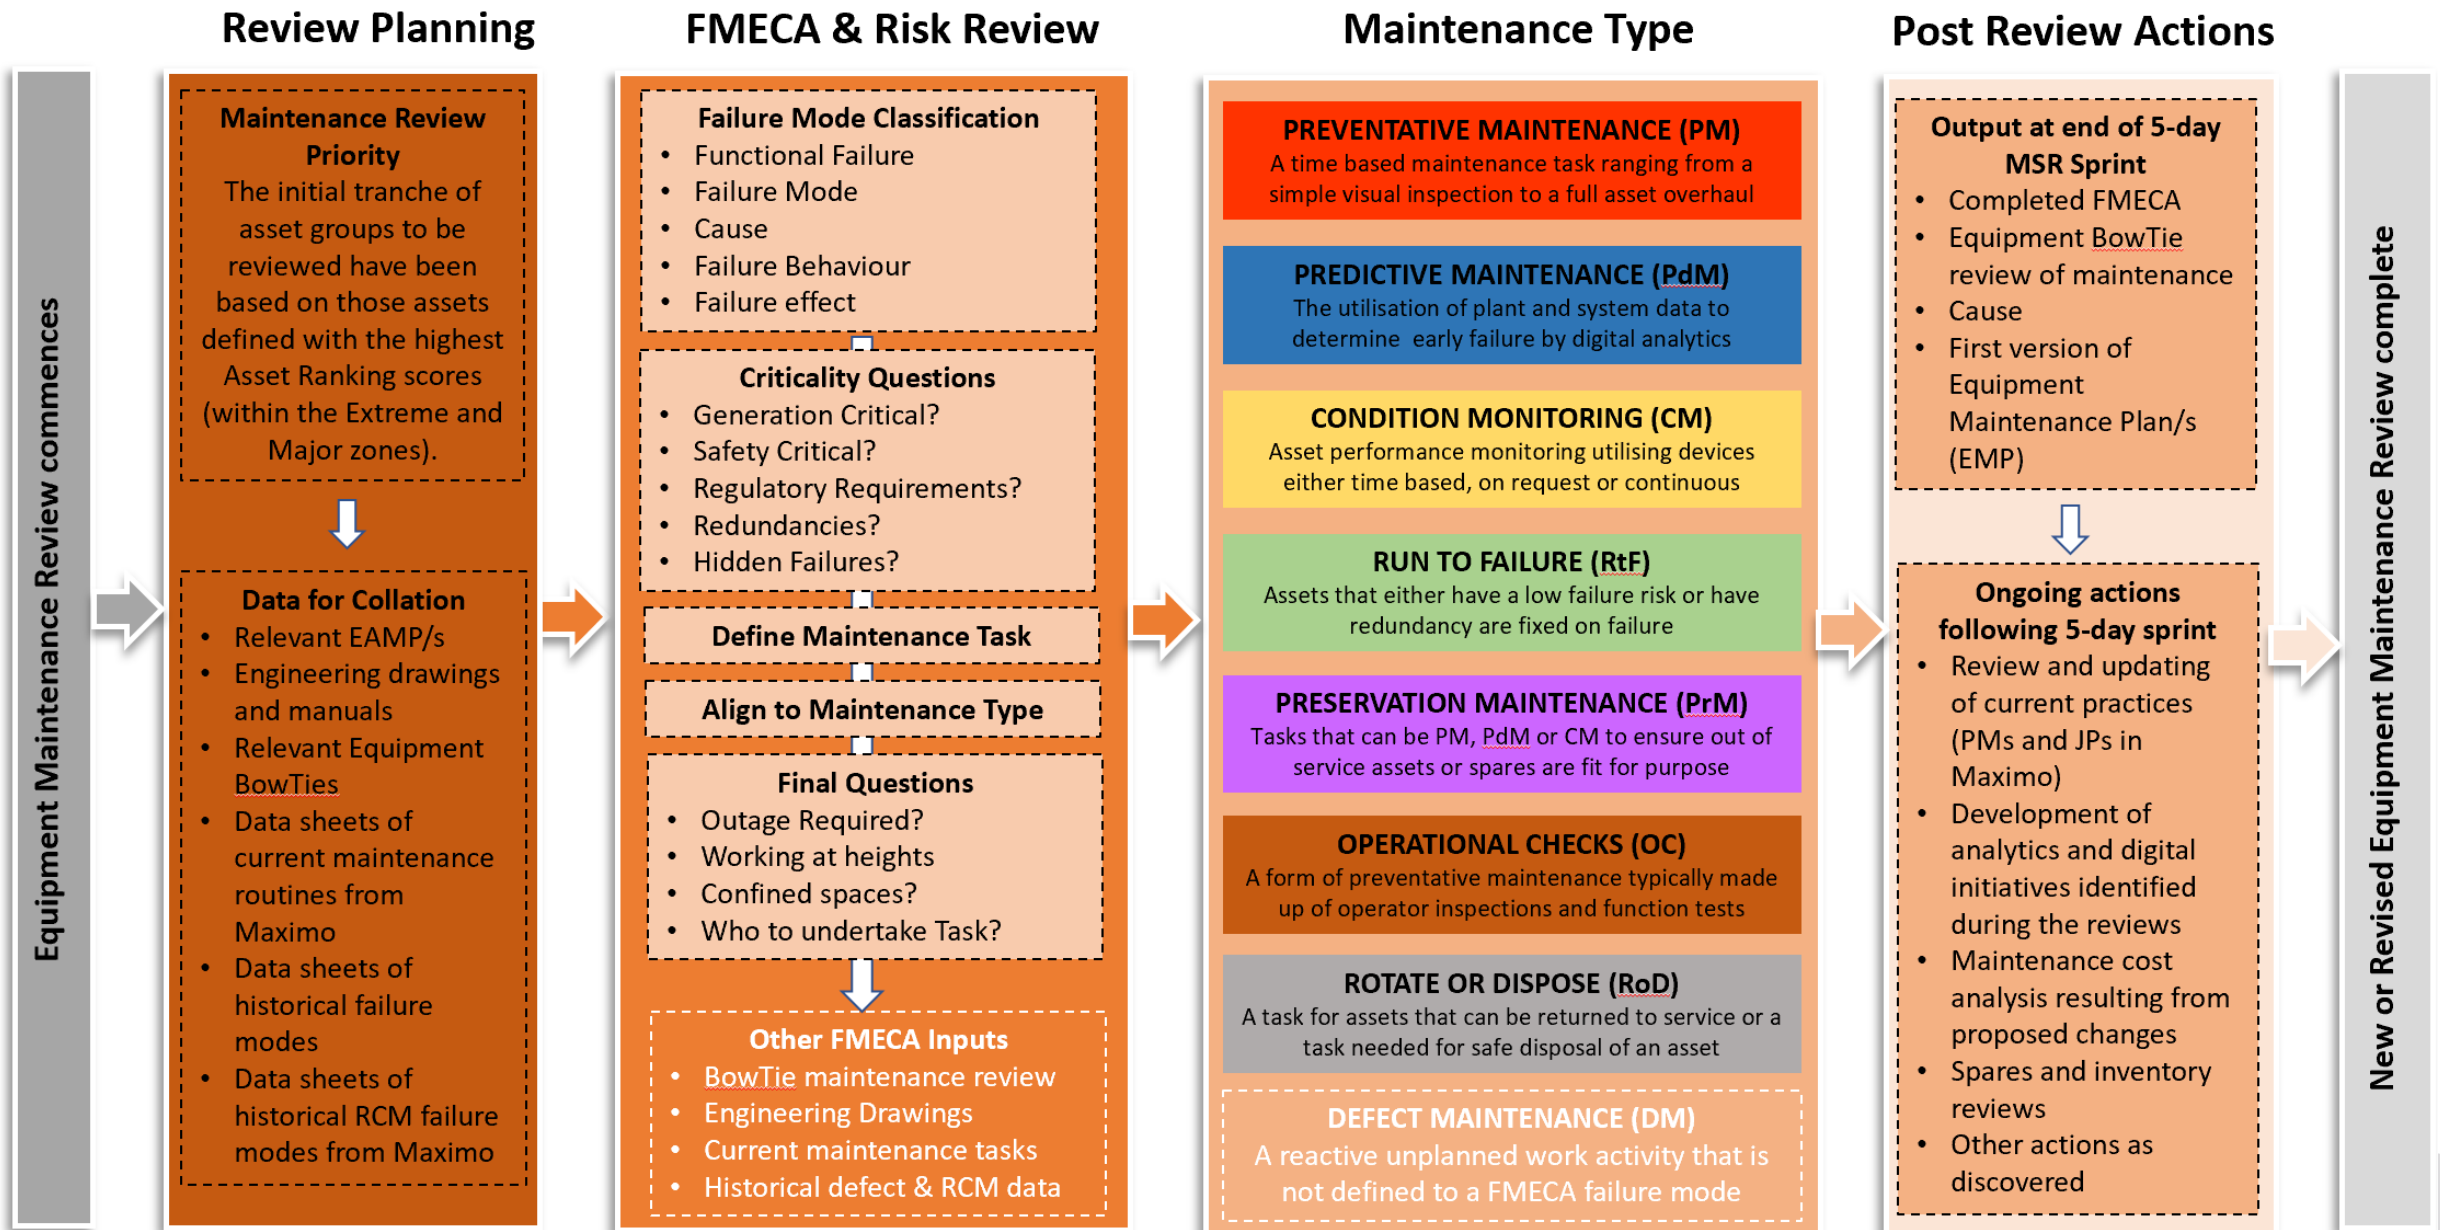 Review Planning
FMECA & Risk Review
Maintenance Type
Post Review Actions
Equipment Maintenance Review commences
Maintenance Review
Priority
The initial tranche of
asset groups to be
reviewed have been
based on those assets
defined with the highest
Asset Ranking scores
(within the Extreme and
Major zones).
Data for Collation
• Relevant EAMP/s
• Engineering drawings
and manuals
• Relevant Equipment
BowTies
• Data sheets of
current maintenance
routines from
Maximo
• Data sheets of
historical failure
modes
• Data sheets of
historical RCM failure
modes from Maximo
Failure Mode Classification
• Functional Failure
• Failure Mode
• Cause
• Failure Behaviour
• Failure effect
Criticality Questions
• Generation Critical?
• Safety Critical?
• Regulatory Requirements?
• Redundancies?
• Hidden Failures?
Define Maintenance Task
Align to Maintenance Type
Final Questions
• Outage Required?
• Working at heights
• Confined spaces?
• Who to undertake Task?
Other FMECA Inputs
• BowTie maintenance review
• Engineering Drawings
• Current maintenance tasks
• Historical defect & RCM data
PREVENTATIVE MAINTENANCE (PM)
A time based maintenance task ranging from a
simple visual inspection to a full asset overhaul
PREDICTIVE MAINTENANCE (PdM)
The utilisation of plant and system data to
determine early failure by digital analytics
CONDITION MONITORING (CM)
Asset performance monitoring utilising devices
either time based, on request or continuous
RUN TO FAILURE (RtF)
Assets that either have a low failure risk or have
redundancy are fixed on failure
PRESERVATION MAINTENANCE (PrM)
Tasks that can be PM, PdM or CM to ensure out of
service assets or spares are fit for purpose
OPERATIONAL CHECKS (OC)
A form of preventative maintenance typically made
up of operator inspections and function tests
ROTATE OR DISPOSE (RoD)
A task for assets that can be returned to service or a
task needed for safe disposal of an asset
DEFECT MAINTENANCE (DM)
A reactive unplanned work activity that is
not defined to a FMECA failure mode
Output at end of 5-day
MSR Sprint
• Completed FMECA
• Equipment BowTie
review of maintenance
• Cause
• First version of
Equipment
Maintenance Plan/s
(EMP)
Ongoing actions
following 5-day sprint
• Review and updating
of current practices
(PMs and JPs in
Maximo)
• Development of
analytics and digital
initiatives identified
during the reviews
• Maintenance cost
analysis resulting from
proposed changes
• Spares and inventory
reviews
• Other actions as
discovered
New or Revised Equipment Maintenance Review complete